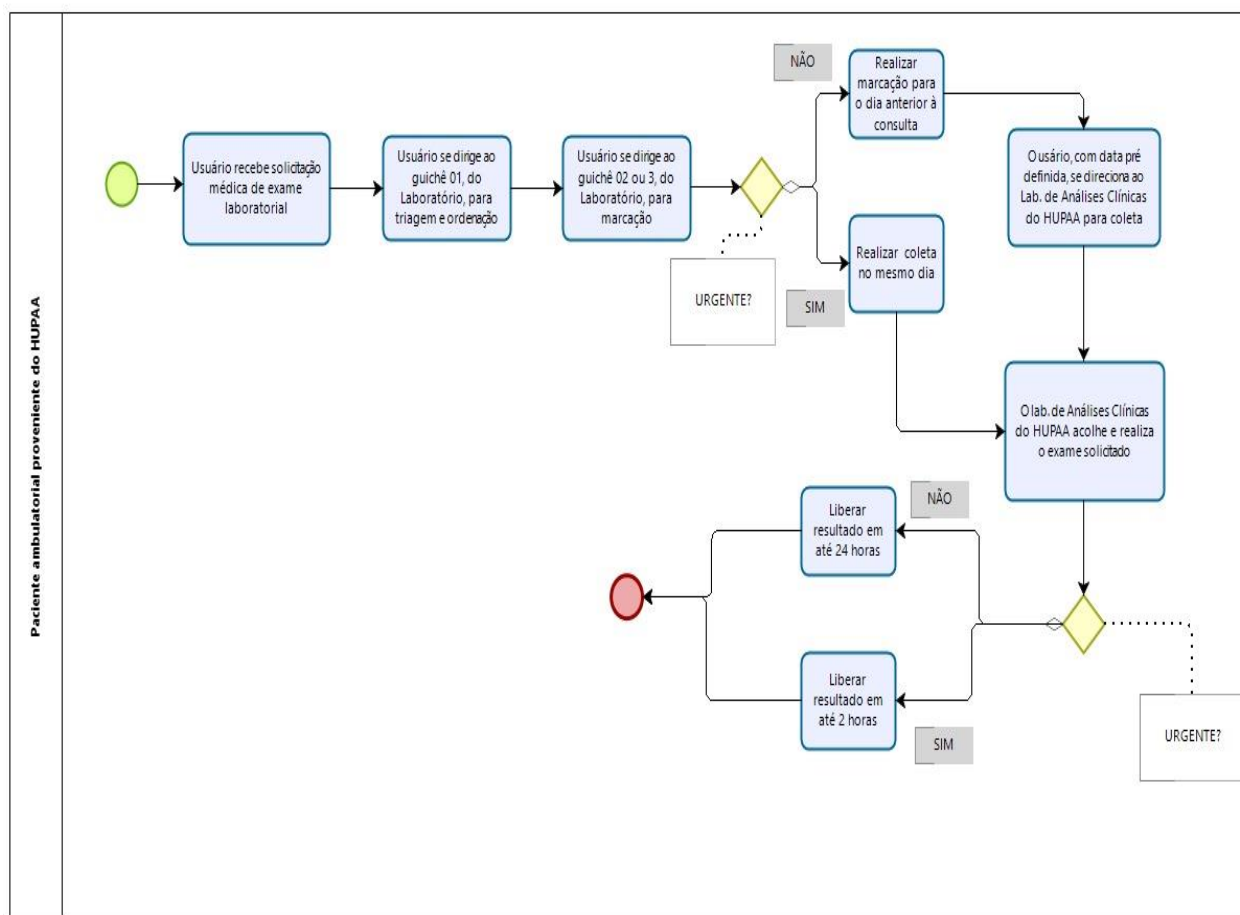 Paciente ambulatorial proveniente do HUPAA
Usuário recebe solicitação
médica de exame
laboratorial
Usuário se dirige ao
guichê 01, do
Laboratório, para
triagem e ordenação
Usuário se dirige ao
guichê 02 ou 3, do
Laboratório, para
marcação
URGENTE?
NÃO
Realizar
marcação para
o dia anterior à
consulta
SIM
Realizar coleta
no mesmo dia
O usário, com data pré
definida, se direciona ao
Lab. de Análises Clínicas
do HUPAA para coleta
O lab. de Análises Clínicas
do HUPAA acolhe e realiza
o exame solicitado
URGENTE?
NÃO
Liberar
resultado em
até 24 horas
SIM
Liberar
resultado em
até 2 horas